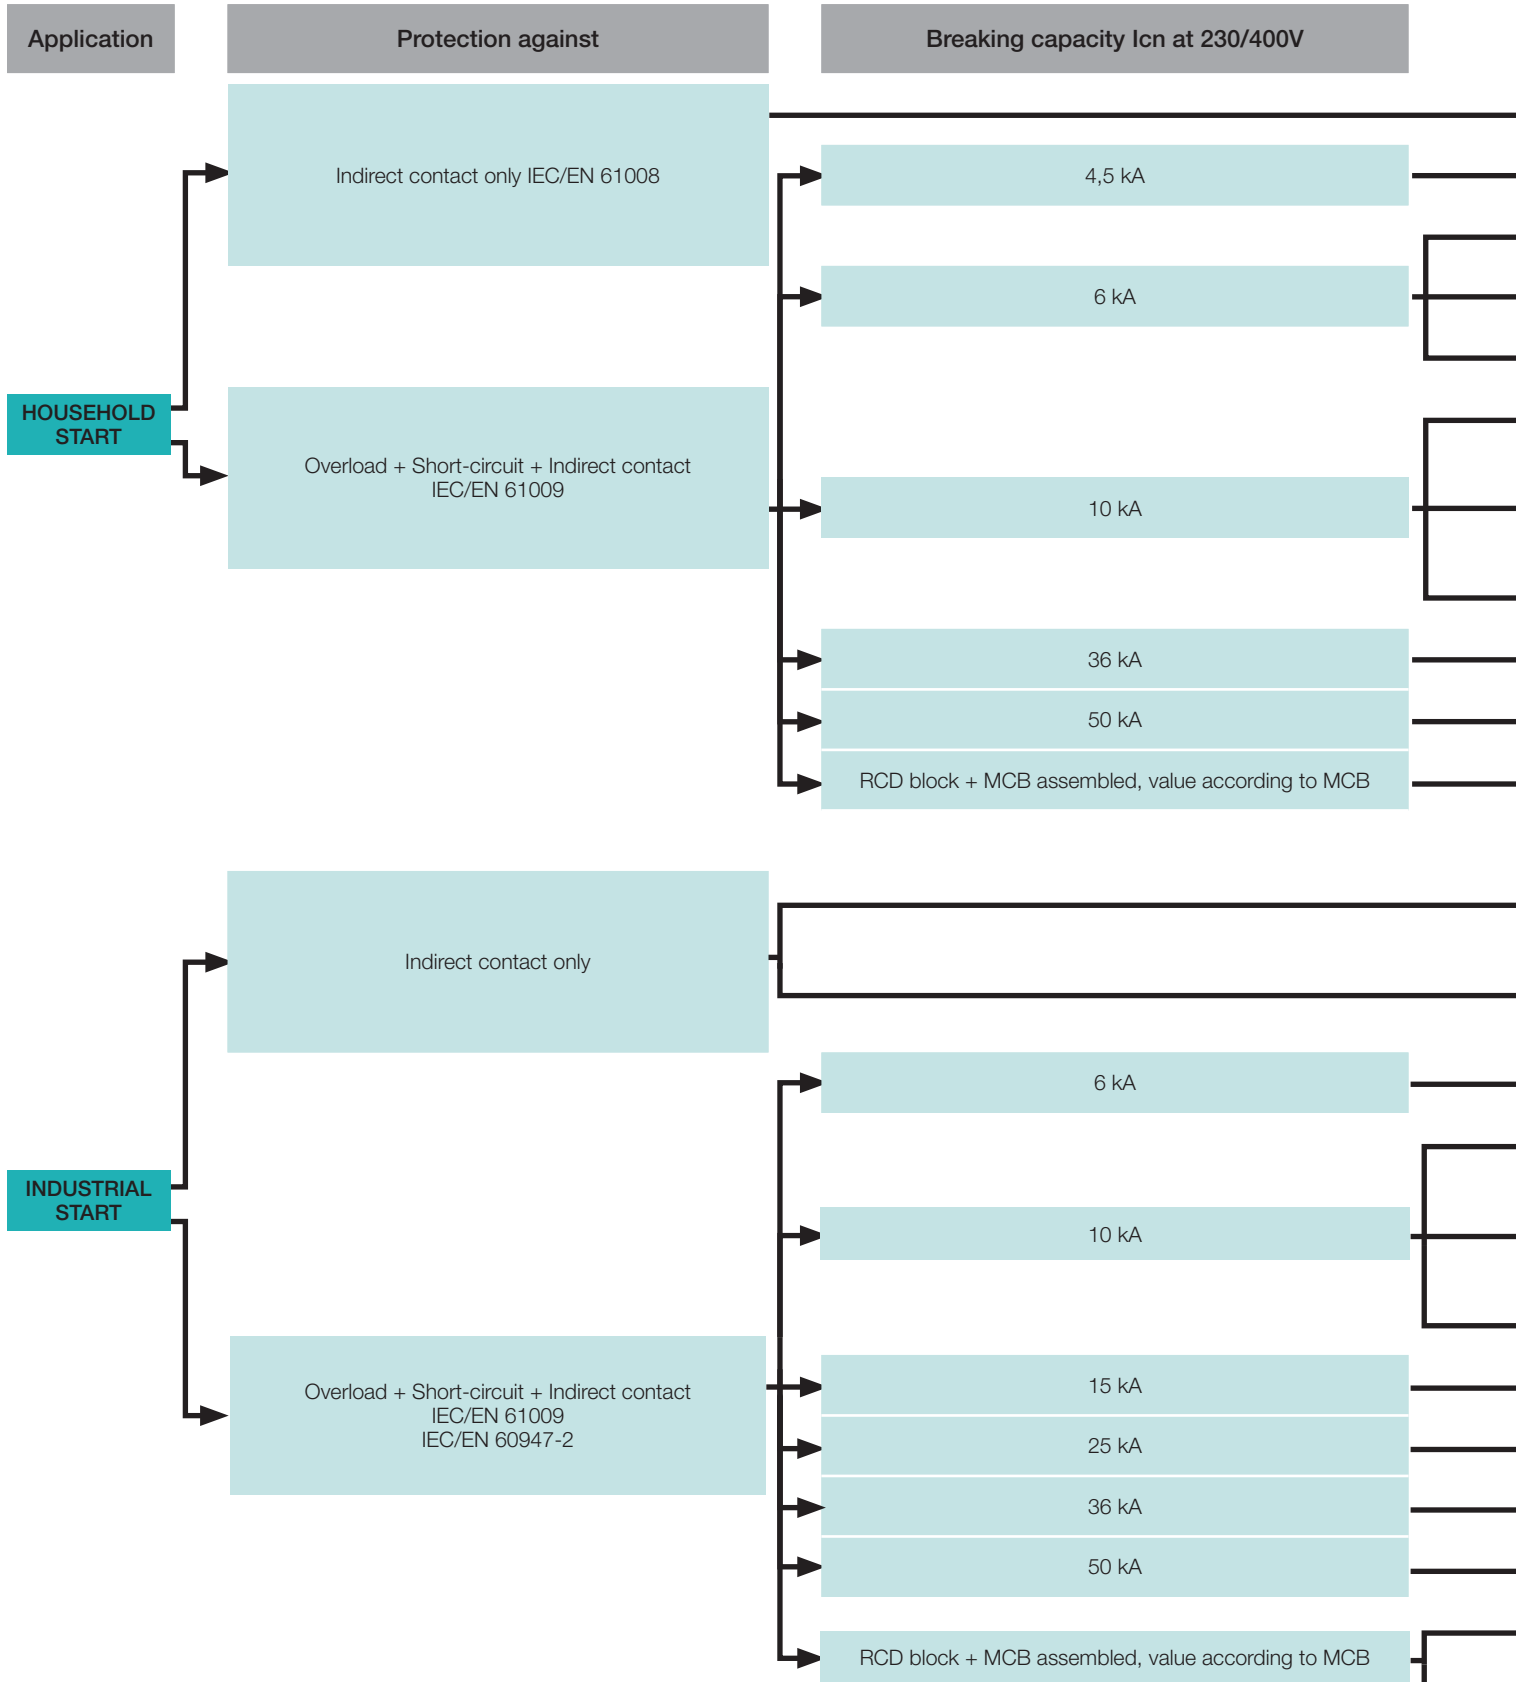 Application
Protection against
Breaking capacity Icn at 230/400V
Indirect contact only IEC/EN 61008
4,5 kA
6 kA
HOUSEHOLD
START
Overload + Short-circuit + Indirect contact
IEC/EN 61009
10 kA
36 kA
50 kA
RCD block + MCB assembled, value according to MCB
Indirect contact only
6 kA
INDUSTRIAL
START
10 kA
Overload + Short-circuit + Indirect contact
IEC/EN 61009
IEC/EN 60947-2
15 kA
25 kA
36 kA
50 kA
RCD block + MCB assembled, value according to MCB